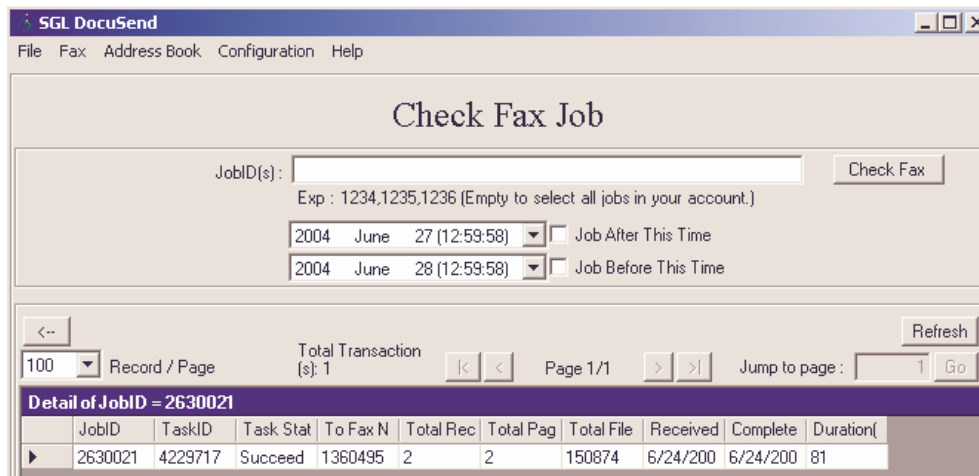 SGL DocuSend
File Fax Address Book Configuration Help
Check Fax Job
JobID(s) : Check Fax
Exp : 1234,1235,1236 (Empty to select all jobs in your account.)
2004 June 27 (12:59:58) Job After This Time
2004 June 28 (12:59:58) Job Before This Time
<-- Refresh
100 Record / Page Total Transaction (s): 1 |< < Page 1/1 > >| Jump to page : 1 Go
Detail of JobID = 2630021
JobID TaskID Task Stat To Fax N Total Rec Total Pag Total File Received Complete Duration(
2630021 4229717 Succeed 1360495 2 2 150874 6/24/200 6/24/200 81